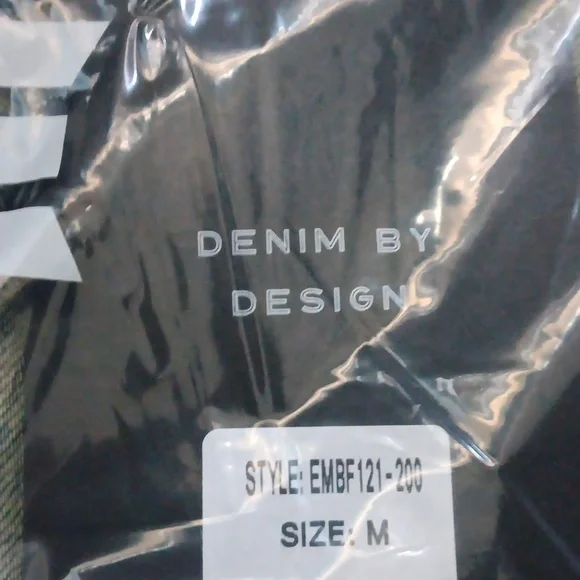 DENIM BY
DESIGN
STYLE: EMBF121-200
SIZE: M